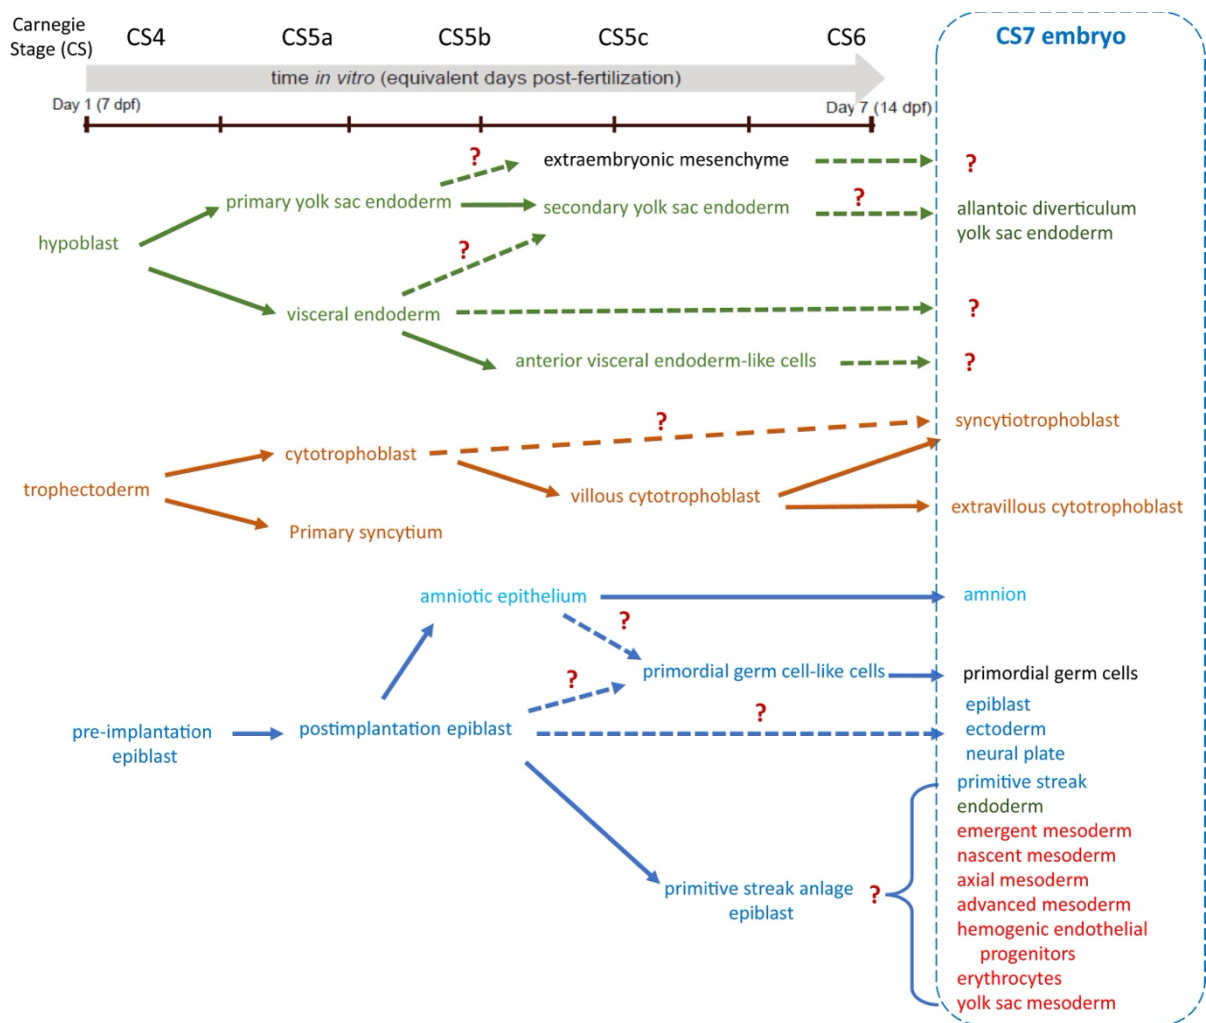 Carnegie
Stage (CS)
CS4
CS5a
CS5b
CS5c
CS6
CS7 embryo
time in vitro (equivalent days post-fertilization)
Day 1 (7 dpf)
Day 7 (14 dpf)
?
extraembryonic mesenchyme
?
primary yolk sac endoderm
secondary yolk sac endoderm
?
allantoic diverticulum
yolk sac endoderm
hypoblast
?
visceral endoderm
?
anterior visceral endoderm-like cells
?
?
syncytiotrophoblast
cytotrophoblast
trophectoderm
villous cytotrophoblast
extravillous cytotrophoblast
Primary syncytium
amniotic epithelium
amnion
?
primordial germ cell-like cells
primordial germ cells
?
pre-implantation
epiblast
postimplantation epiblast
?
epiblast
ectoderm
neural plate
primitive streak
endoderm
emergent mesoderm
nascent mesoderm
axial mesoderm
advanced mesoderm
hemogenic endothelial
progenitors
erythrocytes
yolk sac mesoderm
primitive streak anlage
epiblast
?